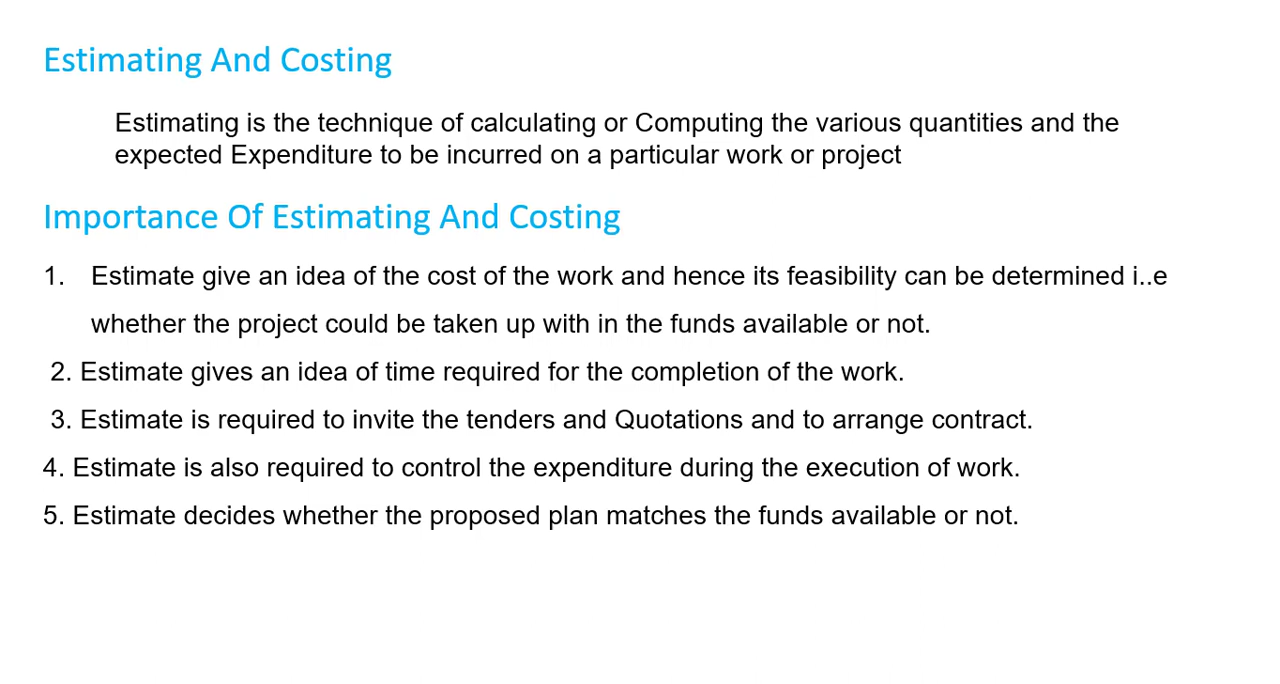 Estimating And Costing
Estimating is the technique of calculating or Computing the various quantities and the
expected Expenditure to be incurred on a particular work or project
Importance Of Estimating And Costing
1. Estimate give an idea of the cost of the work and hence its feasibility can be determined i..e
whether the project could be taken up with in the funds available or not.
2. Estimate gives an idea of time required for the completion of the work.
3. Estimate is required to invite the tenders and Quotations and to arrange contract.
4. Estimate is also required to control the expenditure during the execution of work.
5. Estimate decides whether the proposed plan matches the funds available or not.